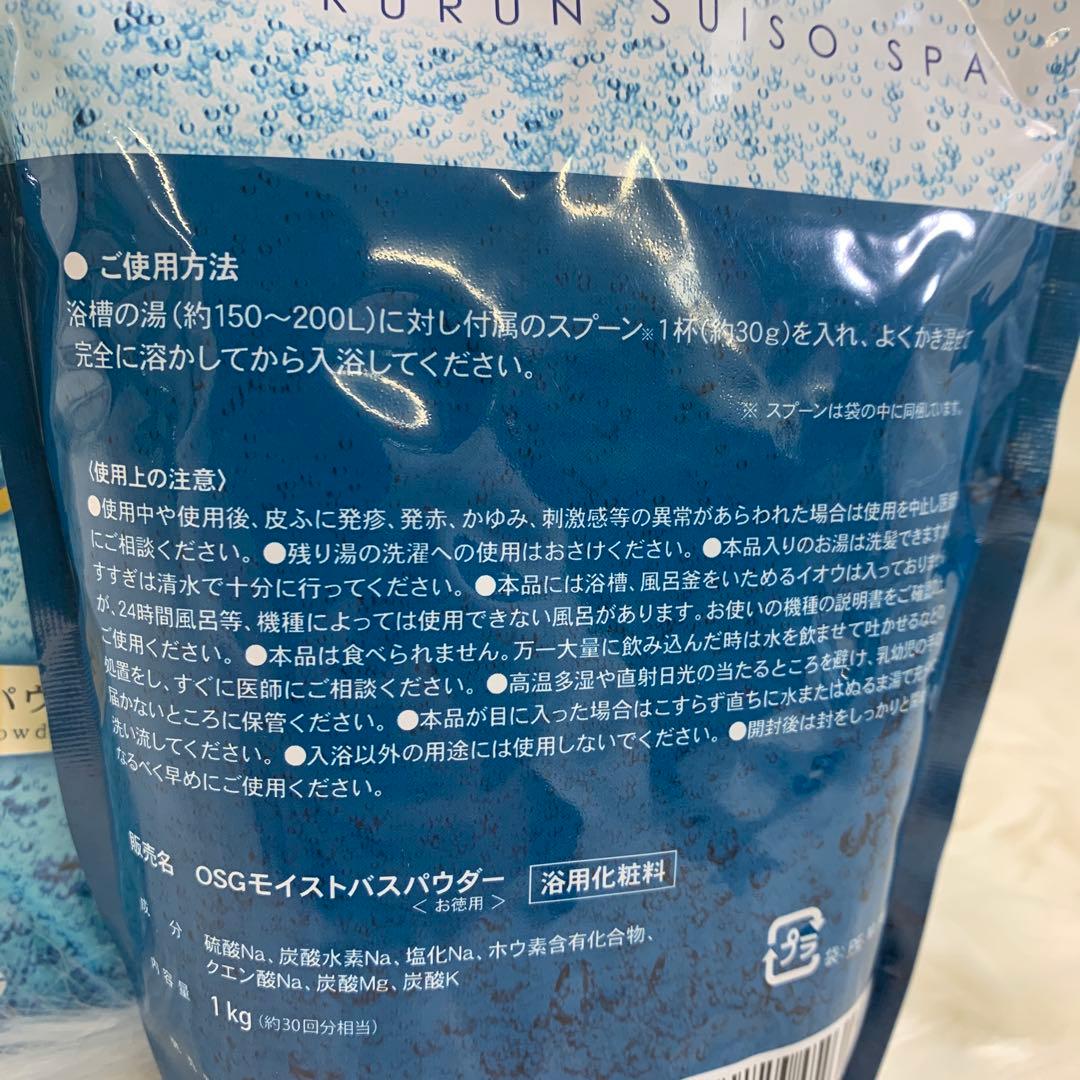 KURUN SUISO SPA
● ご使用方法
浴槽の湯(約150〜200L)に対し付属のスプーン※1杯(約30g)を入れ、よくかき混ぜて
完全に溶かしてから入浴してください。
※ スプーンは袋の中に同梱しています。
〈使用上の注意〉
●使用中や使用後、皮ふに発疹、発赤、かゆみ、刺激感等の異常があらわれた場合は使用を中止し医師
にご相談ください。●残り湯の洗濯への使用はおさけください。●本品入りのお湯は洗髪できますが
すすぎは清水で十分に行ってください。●本品には浴槽、風呂釜をいためるイオウは入っておりません
が、24時間風呂等、機種によっては使用できない風呂があります。お使いの機種の説明書をご確認
ご使用ください。●本品は食べられません。万一大量に飲み込んだ時は水を飲ませて吐かせるなどの
処置をし、すぐに医師にご相談ください。●高温多湿や直射日光の当たるところを避け、乳幼児の手の
届かないところに保管ください。●本品が目に入った場合はこすらず直ちに水またはぬるま湯で充分
洗い流してください。●入浴以外の用途には使用しないでください。●開封後は封をしっかりと
なるべく早めにご使用ください。
パウ
owd
販売名 OSGモイストバスパウダー 浴用化粧料
＜お徳用＞
成分 硫酸Na、炭酸水素Na、塩化Na、ホウ素含有化合物、
クエン酸Na、炭酸Mg、炭酸K
内容量 1kg (約30回分相当)
プラ
袋:PE